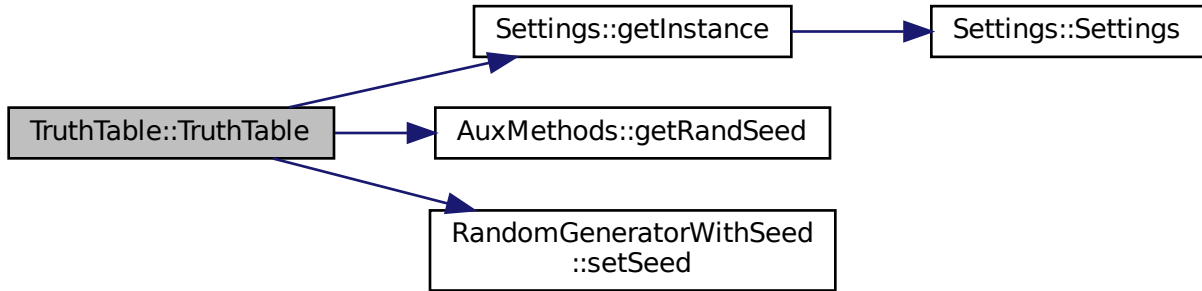 Settings::getInstance
Settings::Settings
TruthTable::TruthTable
AuxMethods::getRandSeed
RandomGeneratorWithSeed
::setSeed